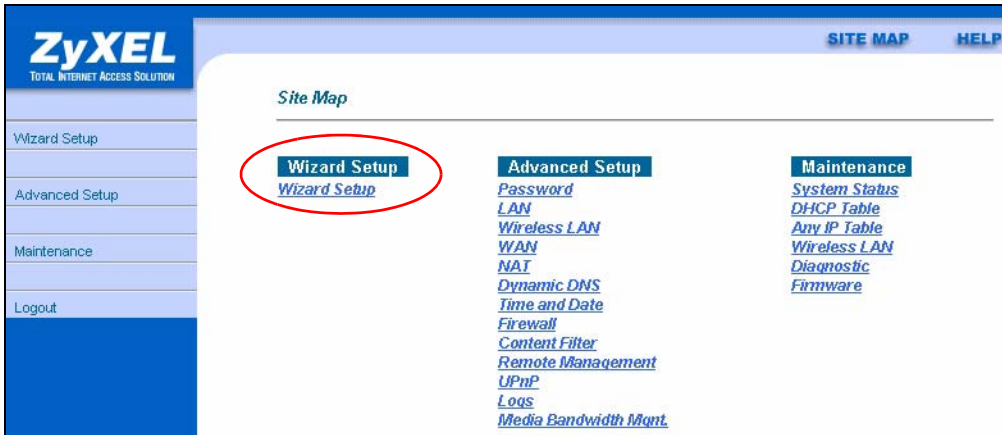 ZyXEL
TOTAL INTERNET ACCESS SOLUTION
SITE MAP
HELP
Wizard Setup
Advanced Setup
Maintenance
Logout
Site Map
Wizard Setup
Wizard Setup
Advanced Setup
Password
LAN
Wireless LAN
WAN
NAT
Dynamic DNS
Time and Date
Firewall
Content Filter
Remote Management
UPnP
Logs
Media Bandwidth Mgnt.
Maintenance
System Status
DHCP Table
Any IP Table
Wireless LAN
Diagnostic
Firmware